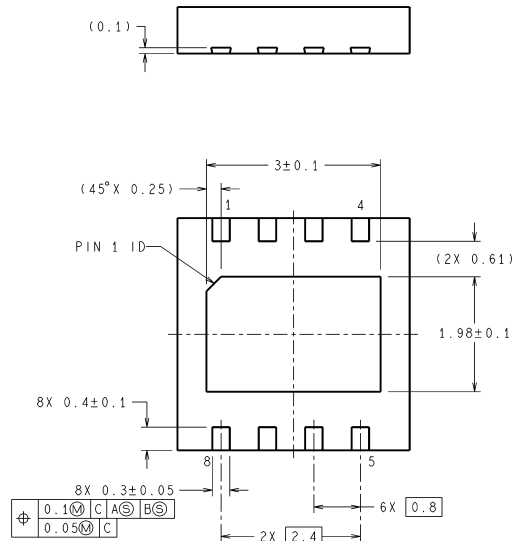 (0.1)
3±0.1
(45°X 0.25)
1 4
PIN 1 ID
(2X 0.61)
1.98±0.1
8X 0.4±0.1
8 5
8X 0.3±0.05
6X 0.8
⌖ 0.1Ⓜ C AⓈ BⓈ
0.05Ⓜ C
2X 2.4